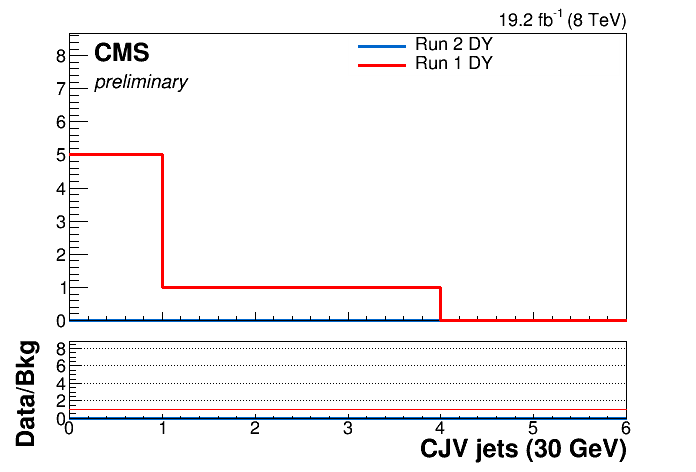 19.2 fb-1 (8 TeV)
CMS
preliminary
Run 2 DY
Run 1 DY
8
7
6
5
4
3
2
1
0
Data/Bkg
8
6
4
2
0
0 1 2 3 4 5 6
CJV jets (30 GeV)